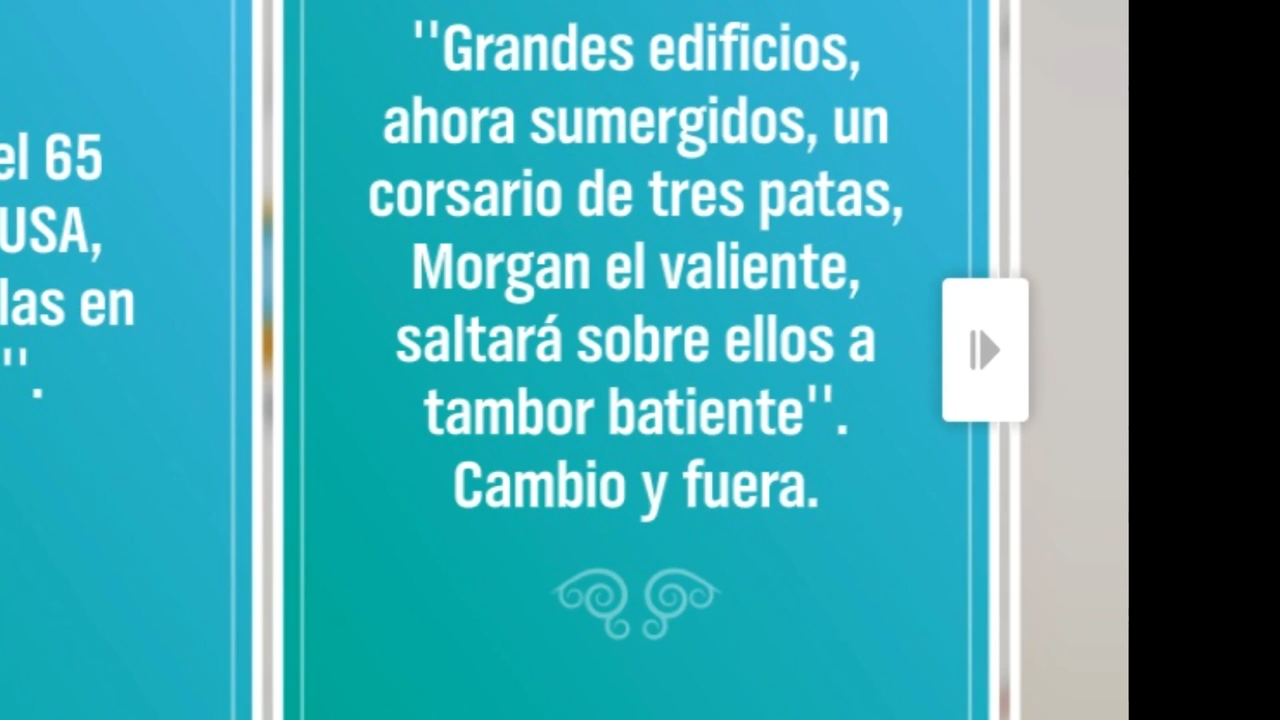 el 65
USA,
las en
".
"Grandes edificios,
ahora sumergidos, un
corsario de tres patas,
Morgan el valiente,
saltará sobre ellos a
tambor batiente".
Cambio y fuera.